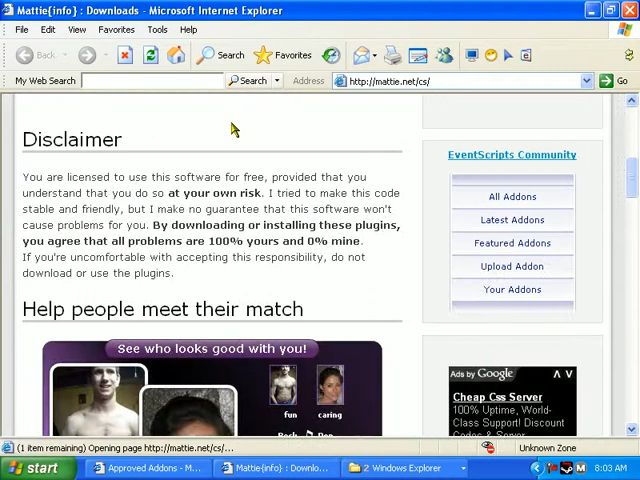 Mattie{info} : Downloads - Microsoft Internet Explorer
File Edit View Favorites Tools Help
Back Search Favorites
My Web Search Search Address http://mattie.net/cs/ Go
Disclaimer
You are licensed to use this software for free, provided that you
understand that you do so at your own risk. I tried to make this code
stable and friendly, but I make no guarantee that this software won't
cause problems for you. By downloading or installing these plugins,
you agree that all problems are 100% yours and 0% mine.
If you're uncomfortable with accepting this responsibility, do not
download or use the plugins.
Help people meet their match
See who looks good with you!
fun caring
EventScripts Community
All Addons
Latest Addons
Featured Addons
Upload Addon
Your Addons
Ads by Google
Cheap Css Server
100% Uptime, World-
Class Support! Discount
(1 item remaining) Opening page http://mattie.net/cs/... Unknown Zone
start Approved Addons - M... Mattie{info} : Downlo... 2 Windows Explorer 8:03 AM